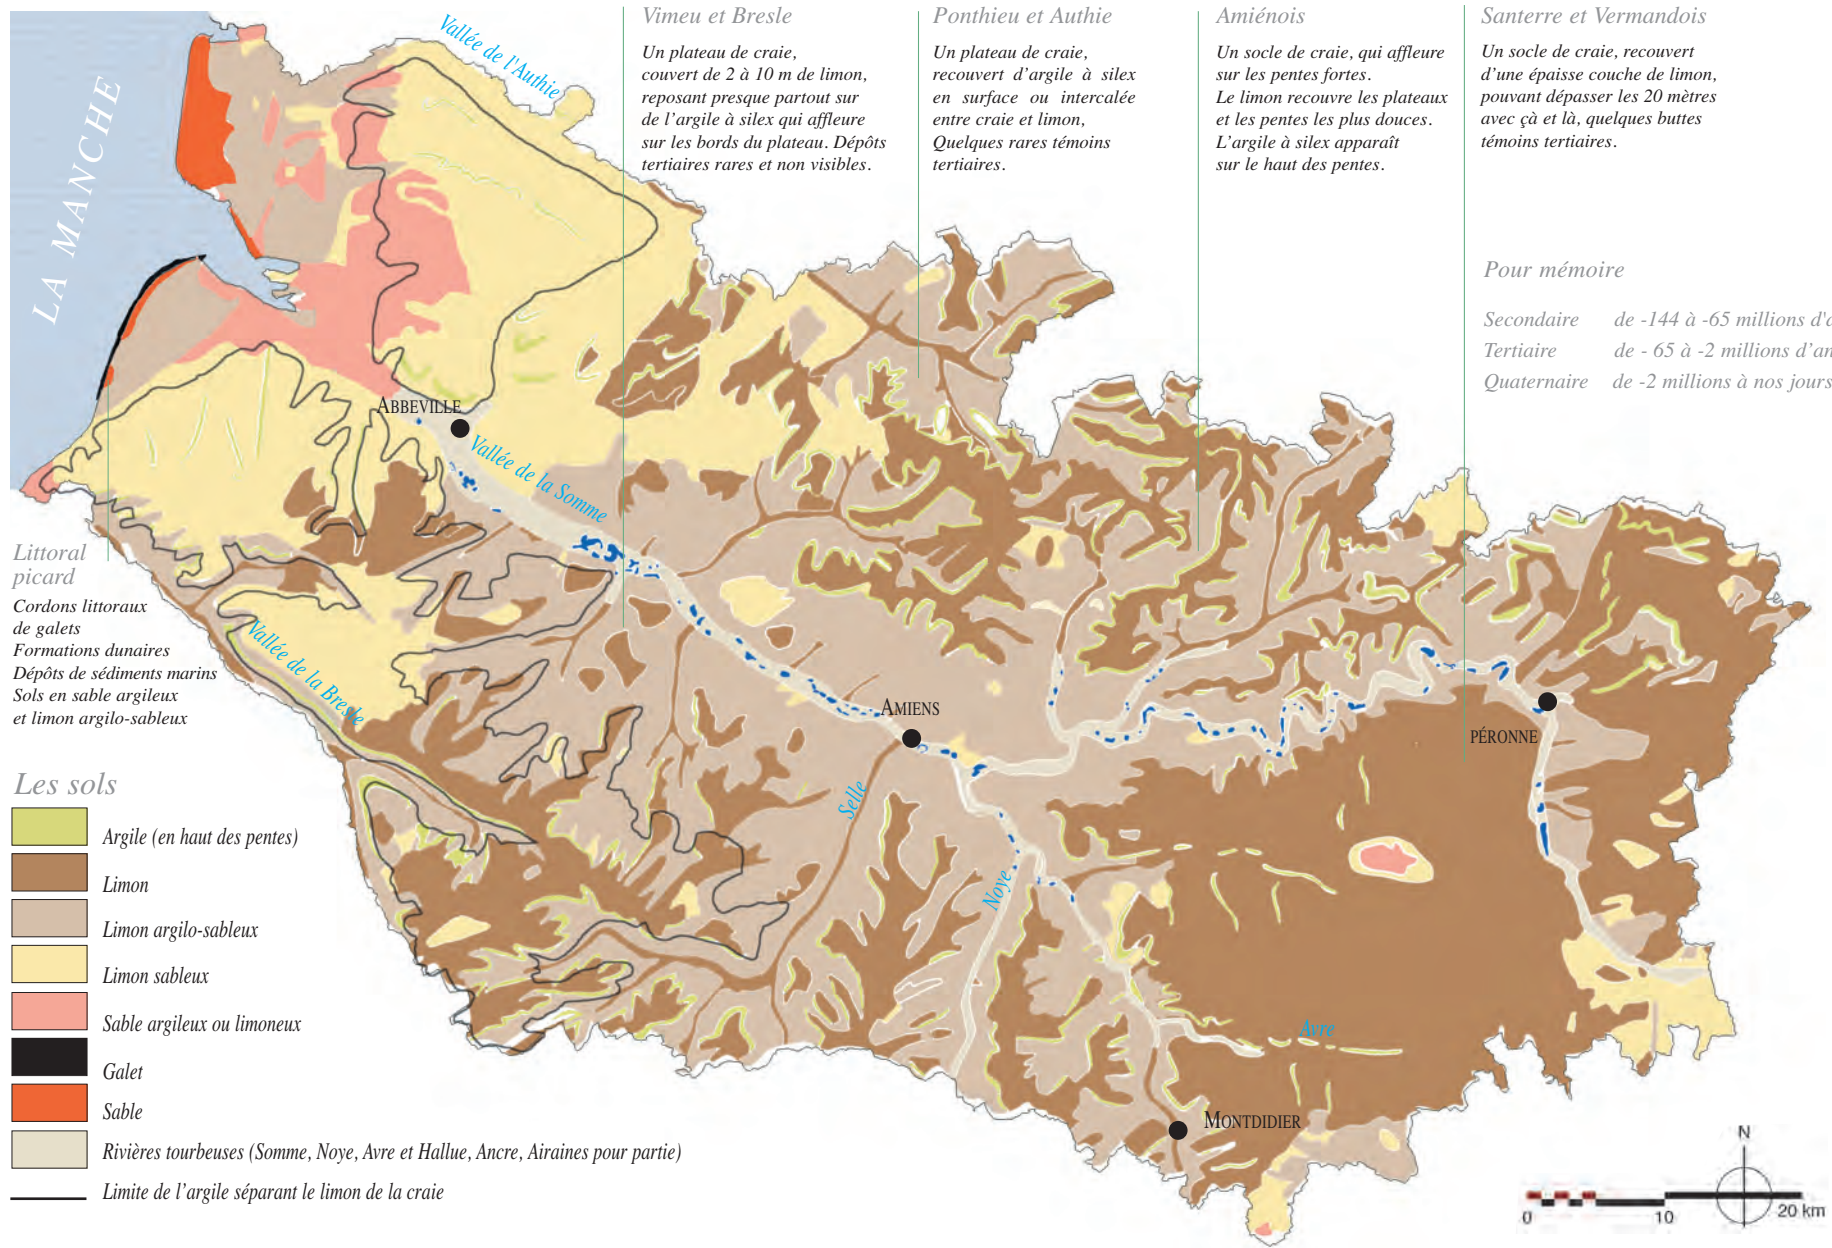 Vimeu et Bresle
Un plateau de craie,
couvert de 2 à 10 m de limon,
reposant presque partout sur
de l'argile à silex qui affleure
sur les bords du plateau. Dépôts
tertiaires rares et non visibles.
Ponthieu et Authie
Un plateau de craie,
recouvert d'argile à silex
en surface ou intercalée
entre craie et limon,
Quelques rares témoins
tertiaires.
Amiénois
Un socle de craie, qui affleure
sur les pentes fortes.
Le limon recouvre les plateaux
et les pentes les plus douces.
L'argile à silex apparaît
sur le haut des pentes.
Santerre et Vermandois
Un socle de craie, recouvert
d'une épaisse couche de limon,
pouvant dépasser les 20 mètres
avec çà et là, quelques buttes
témoins tertiaires.
Pour mémoire
Secondaire de -144 à -65 millions d'a
Tertiaire de - 65 à -2 millions d'an
Quaternaire de -2 millions à nos jours
LA MANCHE
Vallée de l'Authie
ABBEVILLE
Vallée de la Somme
Vallée de la Bresle
AMIENS
Selle
Noye
Avre
PÉRONNE
MONTDIDIER
Littoral
picard
Cordons littoraux
de galets
Formations dunaires
Dépôts de sédiments marins
Sols en sable argileux
et limon argilo-sableux
Les sols
Argile (en haut des pentes)
Limon
Limon argilo-sableux
Limon sableux
Sable argileux ou limoneux
Galet
Sable
Rivières tourbeuses (Somme, Noye, Avre et Hallue, Ancre, Airaines pour partie)
Limite de l'argile séparant le limon de la craie
N
0 10 20 km